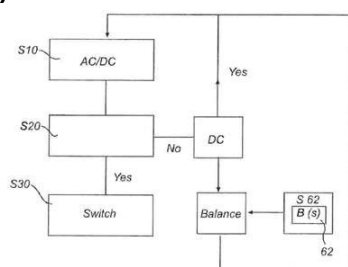 S10
AC/DC
Yes
S20
DC
No
Yes
S 62
B (s)
S30
Switch
Balance
62